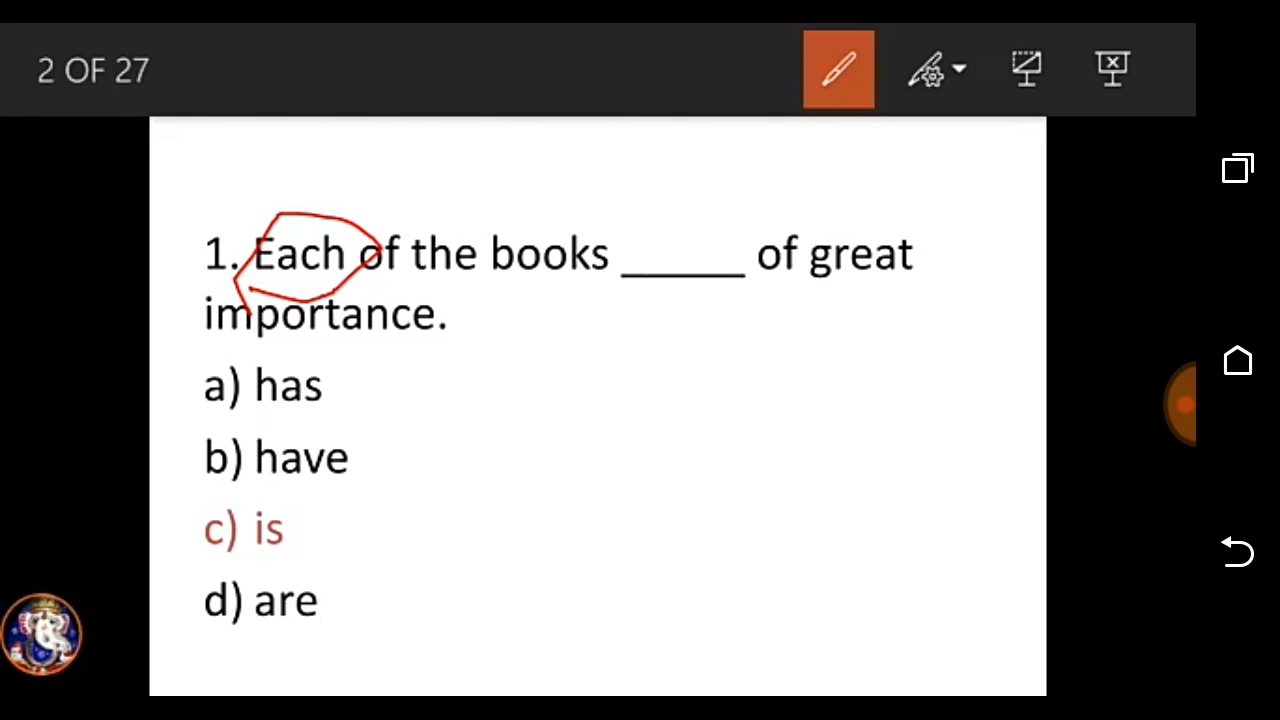 2 OF 27
1. Each of the books ______ of great
importance.
a) has
b) have
c) is
d) are